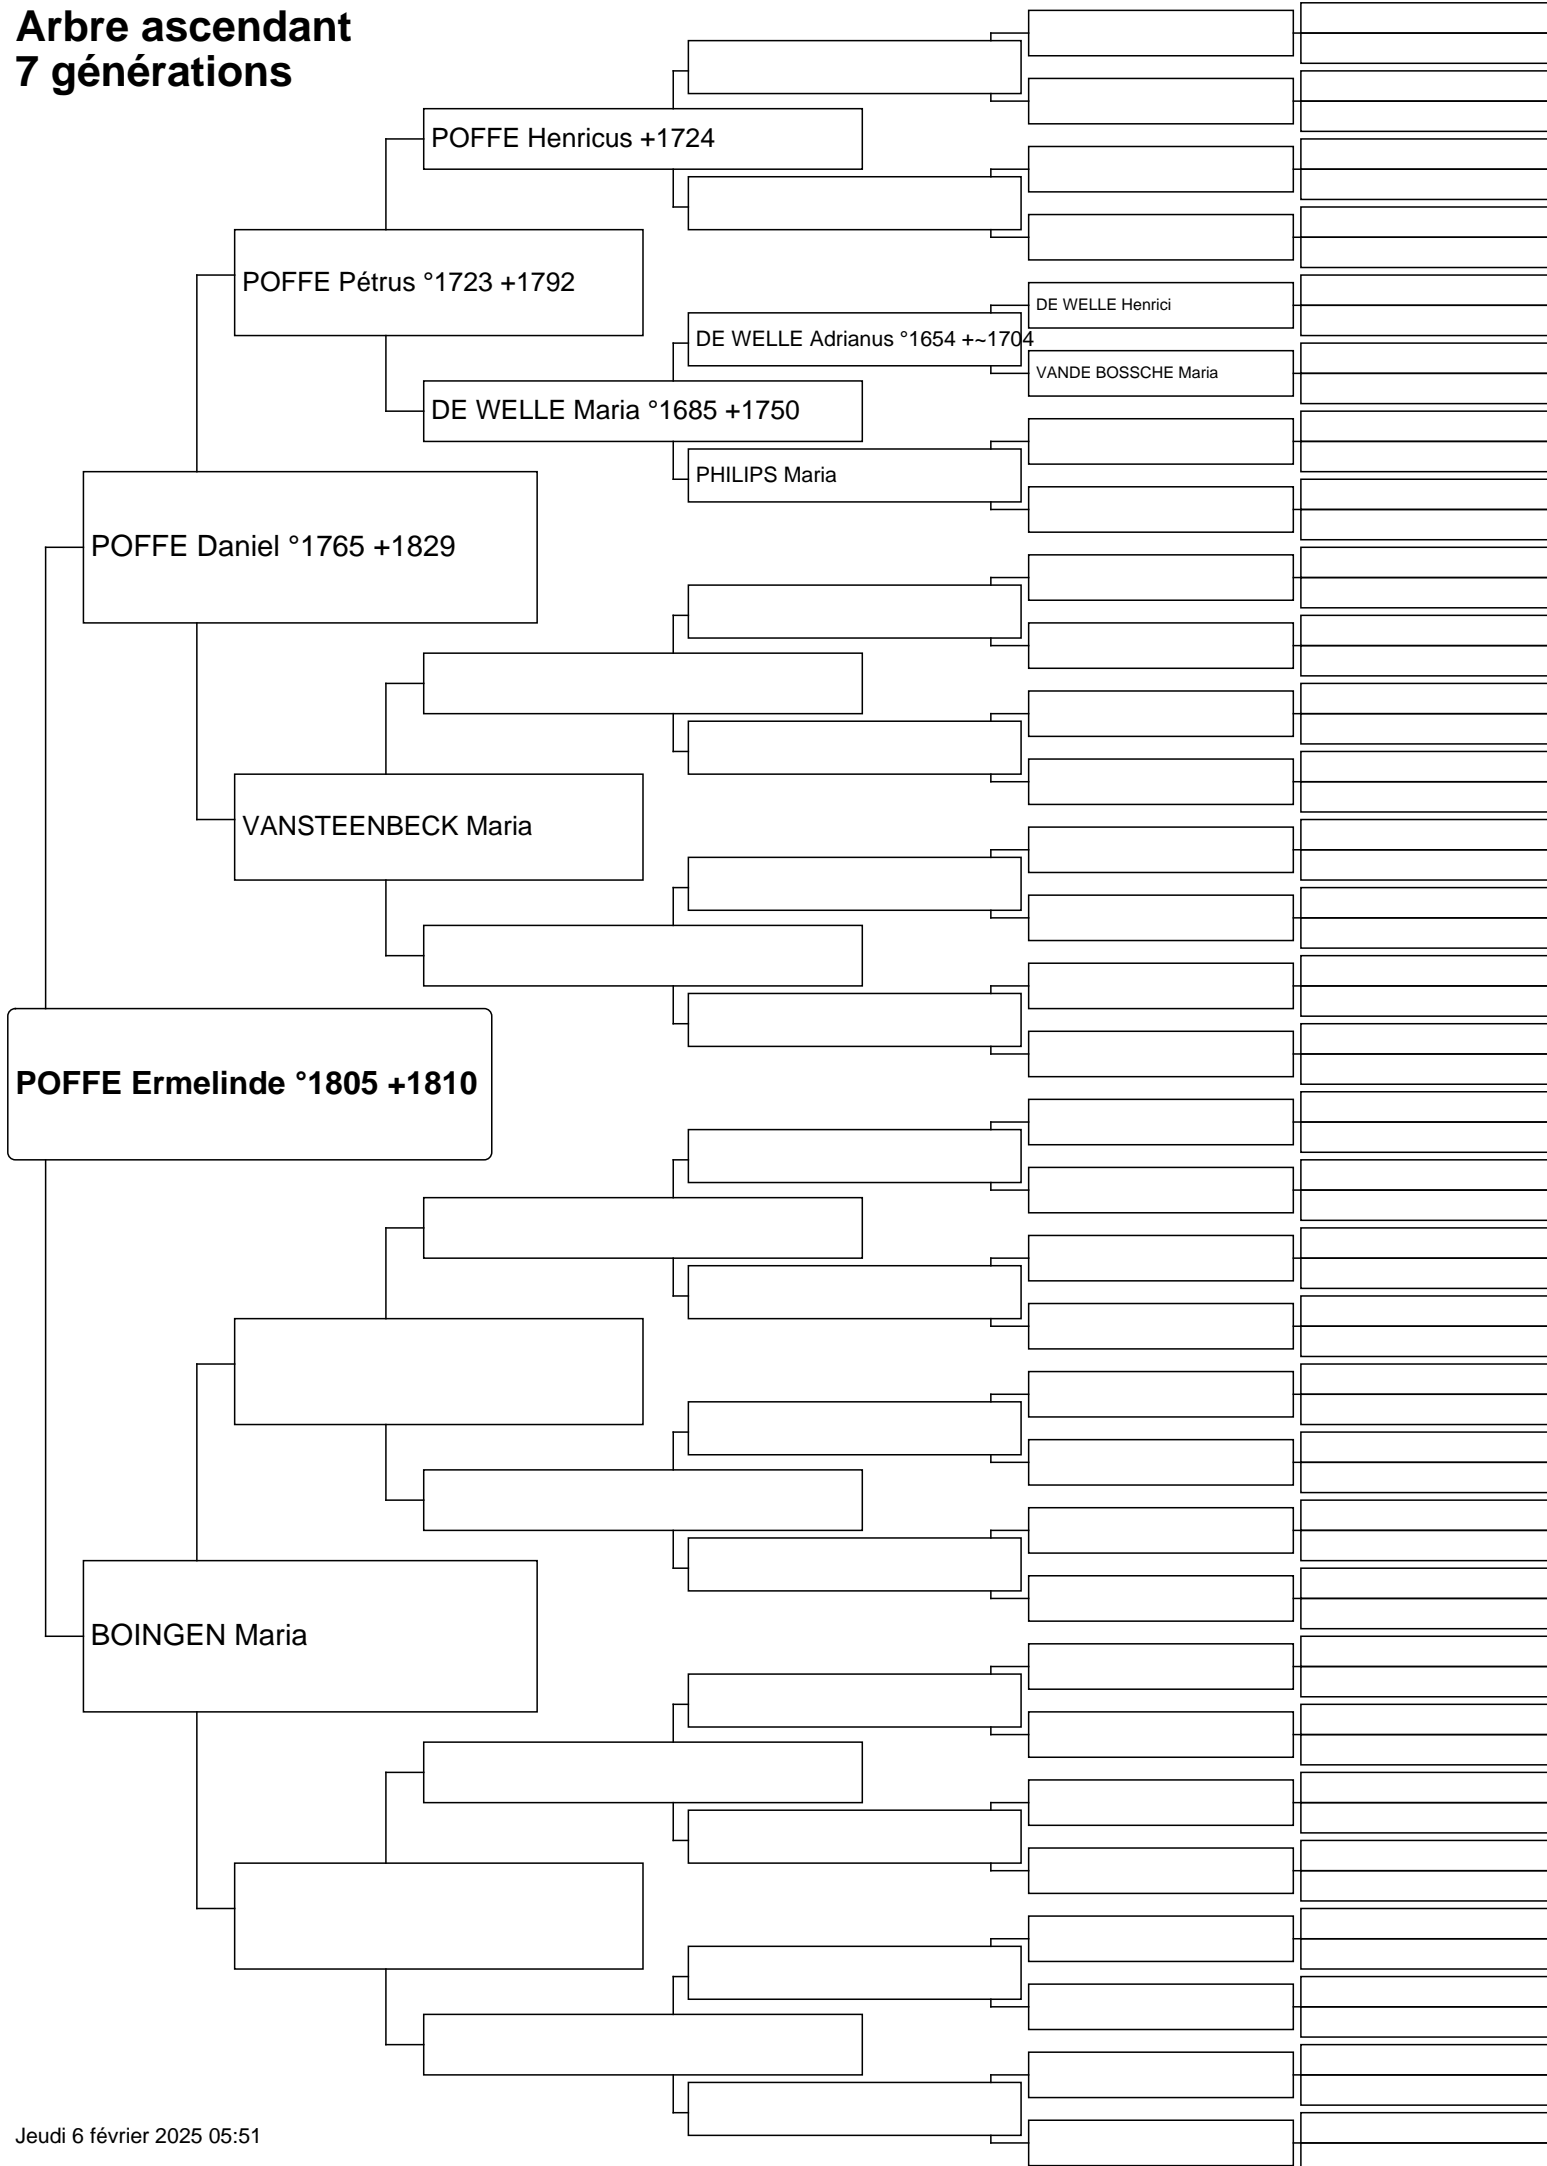 Arbre ascendant
7 générations
POFFE Henricus +1724
POFFE Pétrus °1723 +1792
DE WELLE Henrici
DE WELLE Adrianus °1654 +~1704
VANDE BOSSCHE Maria
DE WELLE Maria °1685 +1750
PHILIPS Maria
POFFE Daniel °1765 +1829
VANSTEENBECK Maria
POFFE Ermelinde °1805 +1810
BOINGEN Maria
Jeudi 6 février 2025 05:51